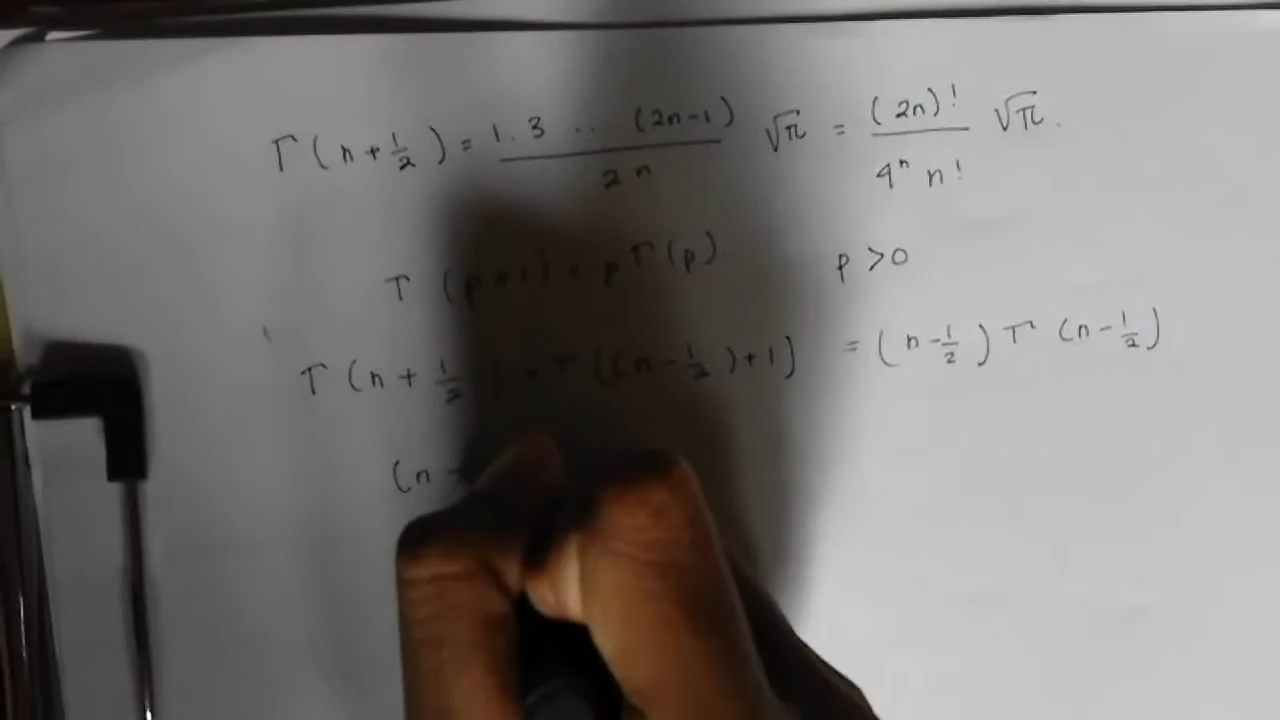 Γ(n+1/2) = 1.3 .. (2n-1)/2n √π = (2n)!/4ⁿ n! √π.
Γ(p+1) = pΓ(p) p>0
Γ(n+1/2) = Γ((n-1/2)+1) = (n-1/2) Γ (n-1/2)
(n -